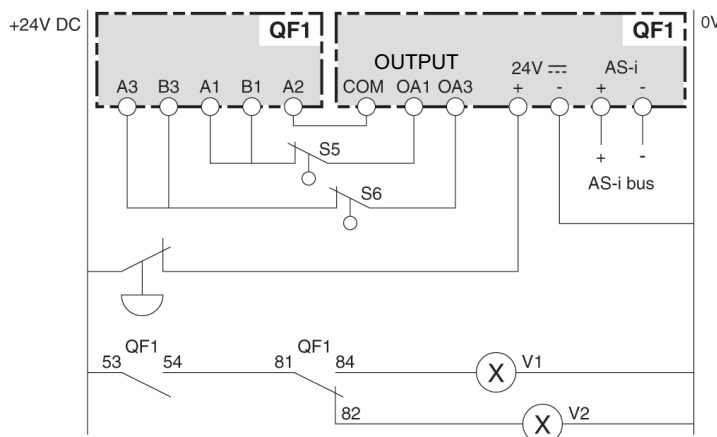 +24V DC
QF1
QF1
0V
OUTPUT
24V
AS-i
A3 B3 A1 B1 A2
COM OA1 OA3
+ - + -
+ -
AS-i bus
S5
S6
QF1
53 54
QF1
81 84
82
X V1
X V2